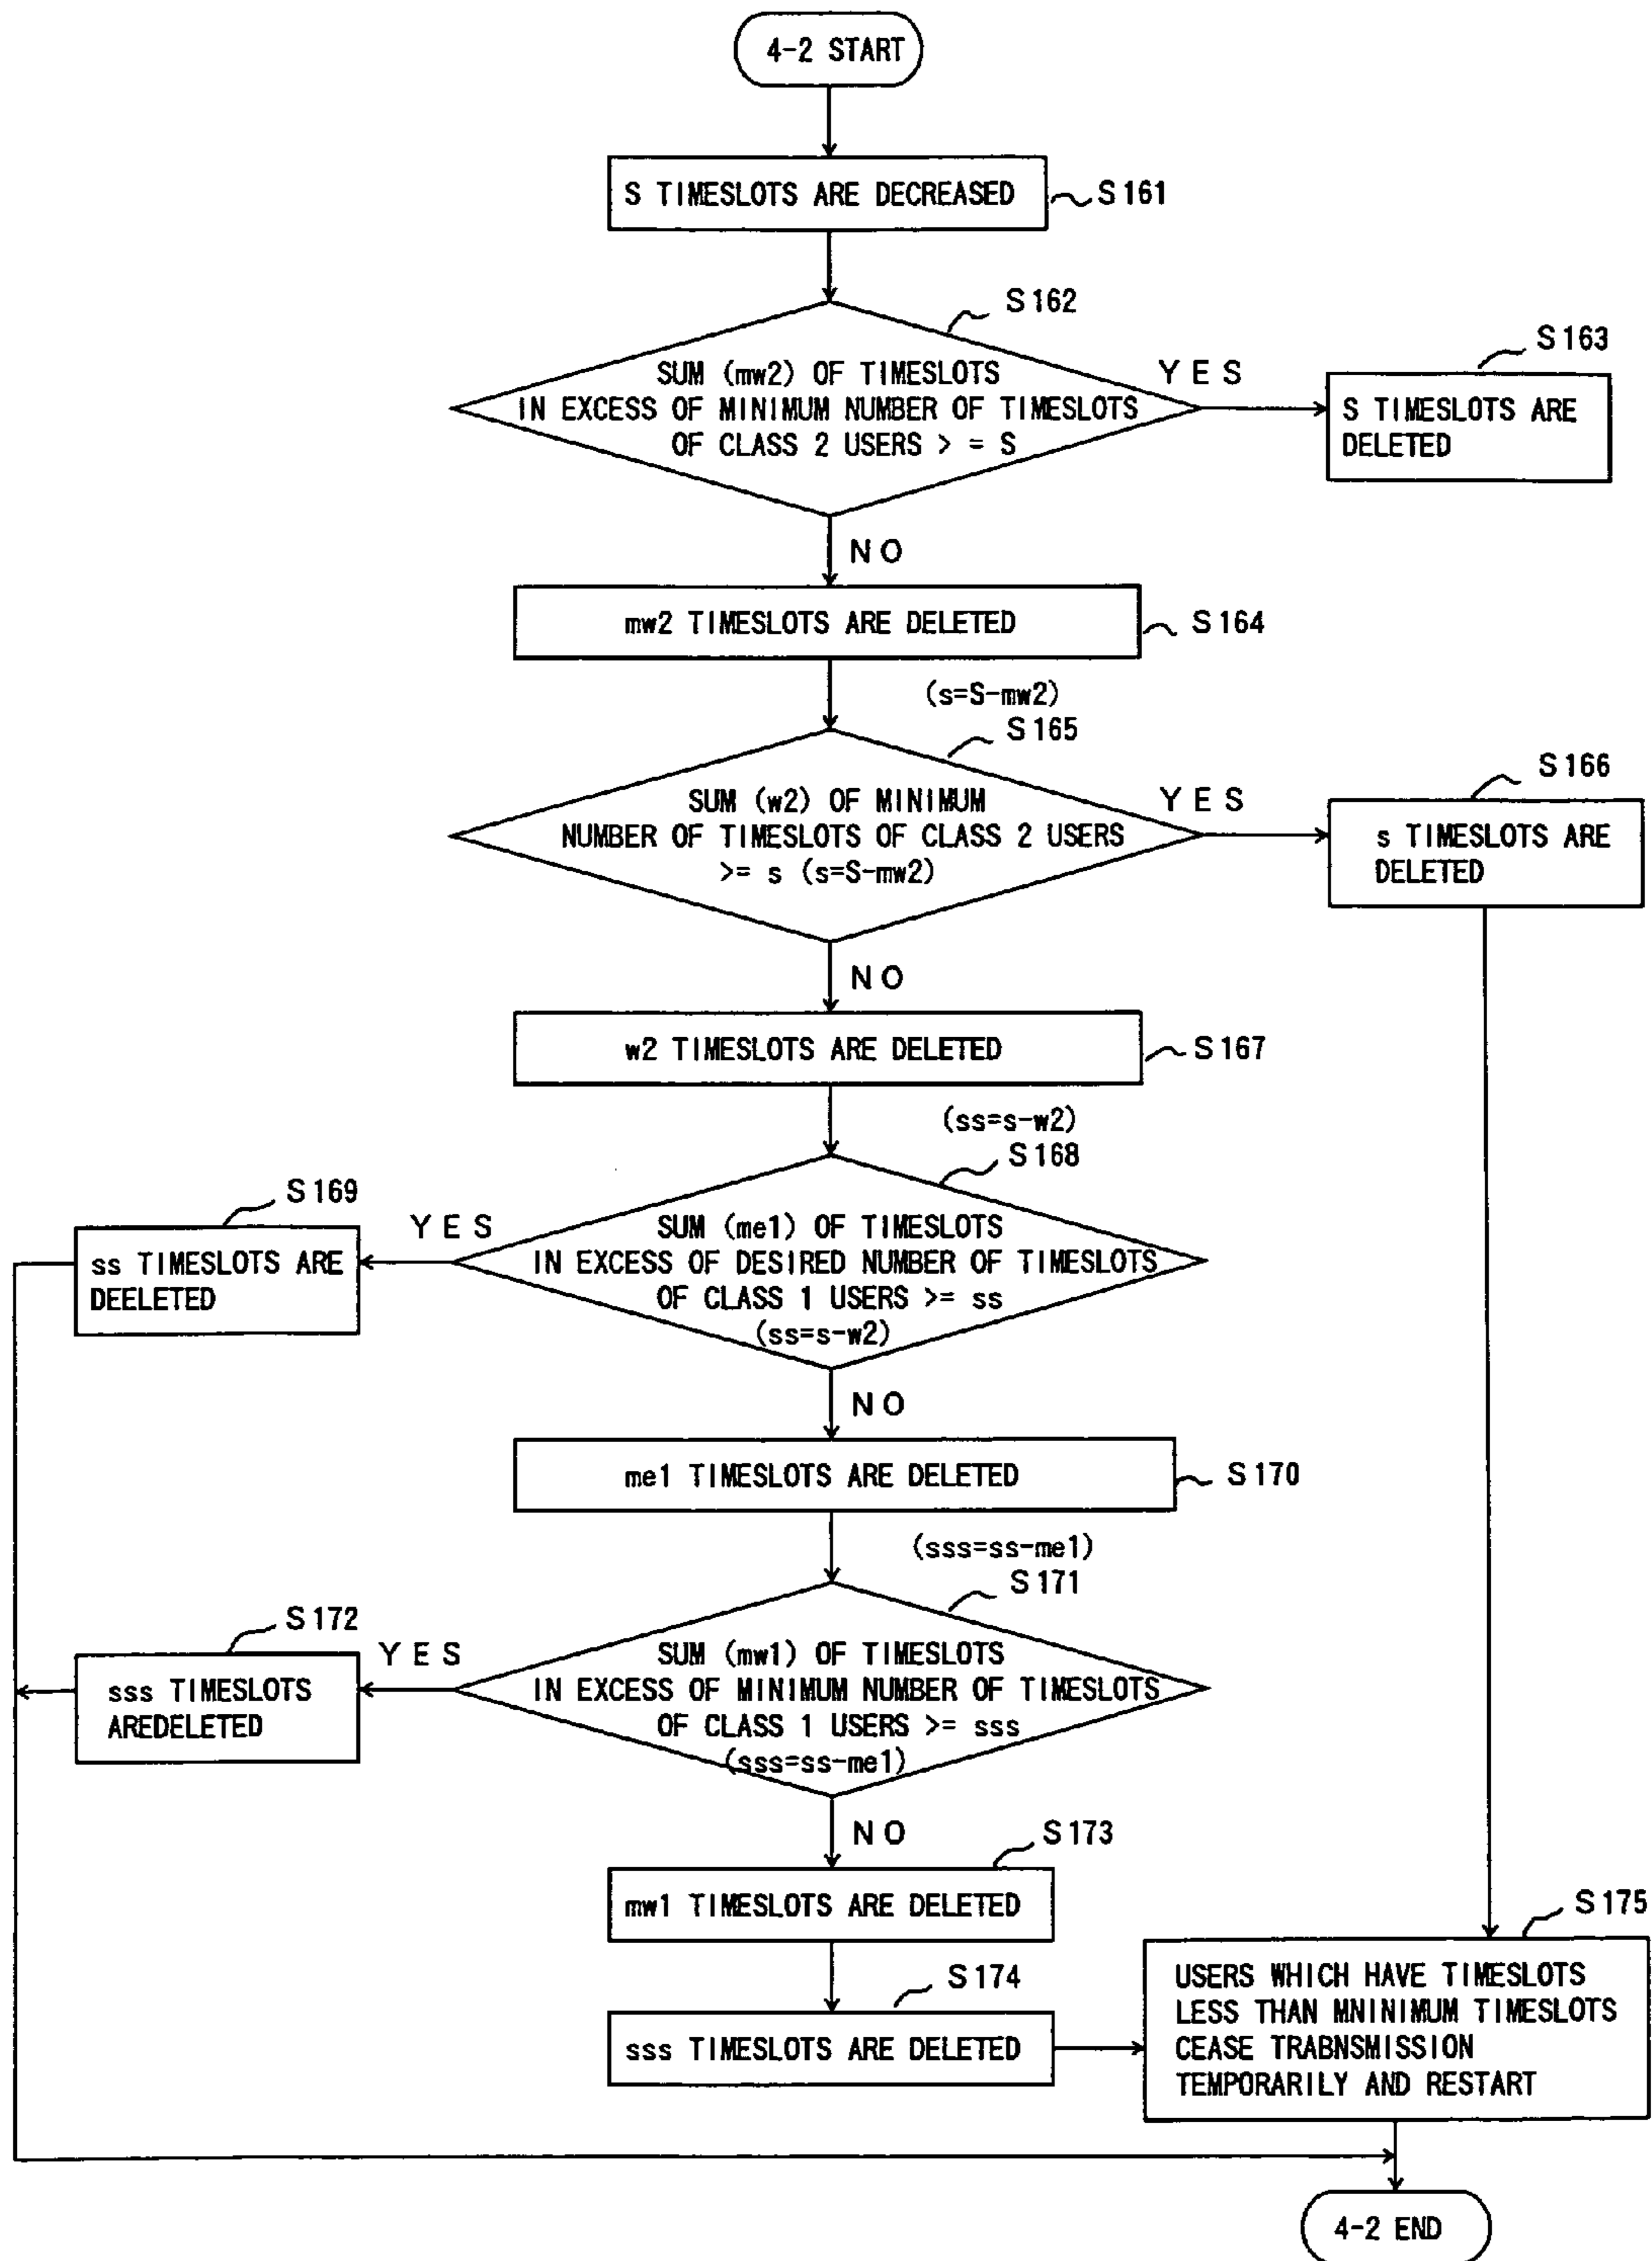 4-2 START
S TIMESLOTS ARE DECREASED
S161
S162
SUM (mw2) OF TIMESLOTS
IN EXCESS OF MINIMUM NUMBER OF TIMESLOTS
OF CLASS 2 USERS > = S
YES
S163
S TIMESLOTS ARE
DELETED
NO
mw2 TIMESLOTS ARE DELETED
S164
(s=S-mw2)
S165
SUM (w2) OF MINIMUM
NUMBER OF TIMESLOTS OF CLASS 2 USERS
>= s (s=S-mw2)
YES
S166
s TIMESLOTS ARE
DELETED
NO
w2 TIMESLOTS ARE DELETED
S167
(ss=s-w2)
S168
SUM (me1) OF TIMESLOTS
IN EXCESS OF DESIRED NUMBER OF TIMESLOTS
OF CLASS 1 USERS >= ss
(ss=s-w2)
YES
S169
ss TIMESLOTS ARE
DEELETED
NO
me1 TIMESLOTS ARE DELETED
S170
(sss=ss-me1)
S171
SUM (mw1) OF TIMESLOTS
IN EXCESS OF MINIMUM NUMBER OF TIMESLOTS
OF CLASS 1 USERS >= sss
(sss=ss-me1)
YES
S172
sss TIMESLOTS
AREDELETED
NO
S173
mw1 TIMESLOTS ARE DELETED
S174
sss TIMESLOTS ARE DELETED
S175
USERS WHICH HAVE TIMESLOTS
LESS THAN MNINIMUM TIMESLOTS
CEASE TRABNSMISSION
TEMPORARILY AND RESTART
4-2 END